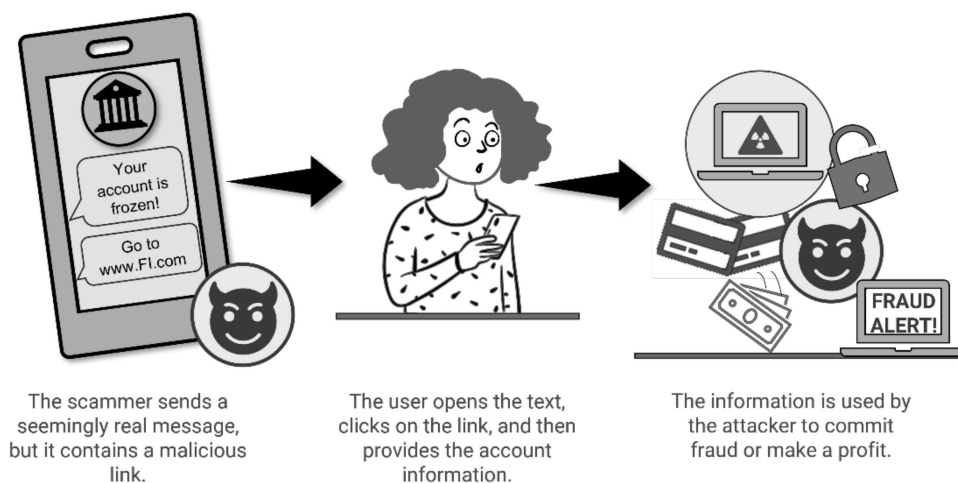 Your
account is
frozen!
Go to
www.FI.com
FRAUD
ALERT!
The scammer sends a
seemingly real message,
but it contains a malicious
link.
The user opens the text,
clicks on the link, and then
provides the account
information.
The information is used by
the attacker to commit
fraud or make a profit.